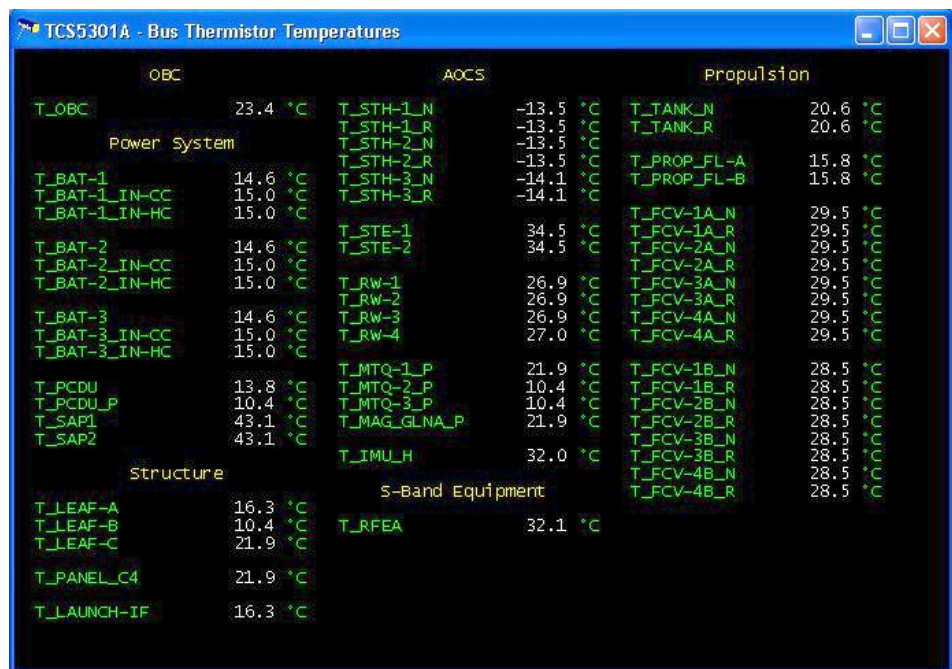 TCS5301A - Bus Thermistor Temperatures
OBC
T_OBC 23.4 °C
Power System
T_BAT-1 14.6 °C
T_BAT-1_IN-CC 15.0 °C
T_BAT-1_IN-HC 15.0 °C
T_BAT-2 14.6 °C
T_BAT-2_IN-CC 15.0 °C
T_BAT-2_IN-HC 15.0 °C
T_BAT-3 14.6 °C
T_BAT-3_IN-CC 15.0 °C
T_BAT-3_IN-HC 15.0 °C
T_PCDU 13.8 °C
T_PCDU_P 10.4 °C
T_SAP1 43.1 °C
T_SAP2 43.1 °C
Structure
T_LEAF-A 16.3 °C
T_LEAF-B 10.4 °C
T_LEAF-C 21.9 °C
T_PANEL_C4 21.9 °C
T_LAUNCH-IF 16.3 °C
AOCS
T_STH-1_N -13.5 °C
T_STH-1_R -13.5 °C
T_STH-2_N -13.5 °C
T_STH-2_R -13.5 °C
T_STH-3_N -14.1 °C
T_STH-3_R -14.1 °C
T_STE-1 34.5 °C
T_STE-2 34.5 °C
T_RW-1 26.9 °C
T_RW-2 26.9 °C
T_RW-3 26.9 °C
T_RW-4 27.0 °C
T_MTQ-1_P 21.9 °C
T_MTQ-2_P 10.4 °C
T_MTQ-3_P 10.4 °C
T_MAG_GLNA_P 21.9 °C
T_IMU_H 32.0 °C
S-Band Equipment
T_RFEA 32.1 °C
Propulsion
T_TANK_N 20.6 °C
T_TANK_R 20.6 °C
T_PROP_FL-A 15.8 °C
T_PROP_FL-B 15.8 °C
T_FCV-1A_N 29.5 °C
T_FCV-1A_R 29.5 °C
T_FCV-2A_N 29.5 °C
T_FCV-2A_R 29.5 °C
T_FCV-3A_N 29.5 °C
T_FCV-3A_R 29.5 °C
T_FCV-4A_N 29.5 °C
T_FCV-4A_R 29.5 °C
T_FCV-1B_N 28.5 °C
T_FCV-1B_R 28.5 °C
T_FCV-2B_N 28.5 °C
T_FCV-2B_R 28.5 °C
T_FCV-3B_N 28.5 °C
T_FCV-3B_R 28.5 °C
T_FCV-4B_N 28.5 °C
T_FCV-4B_R 28.5 °C